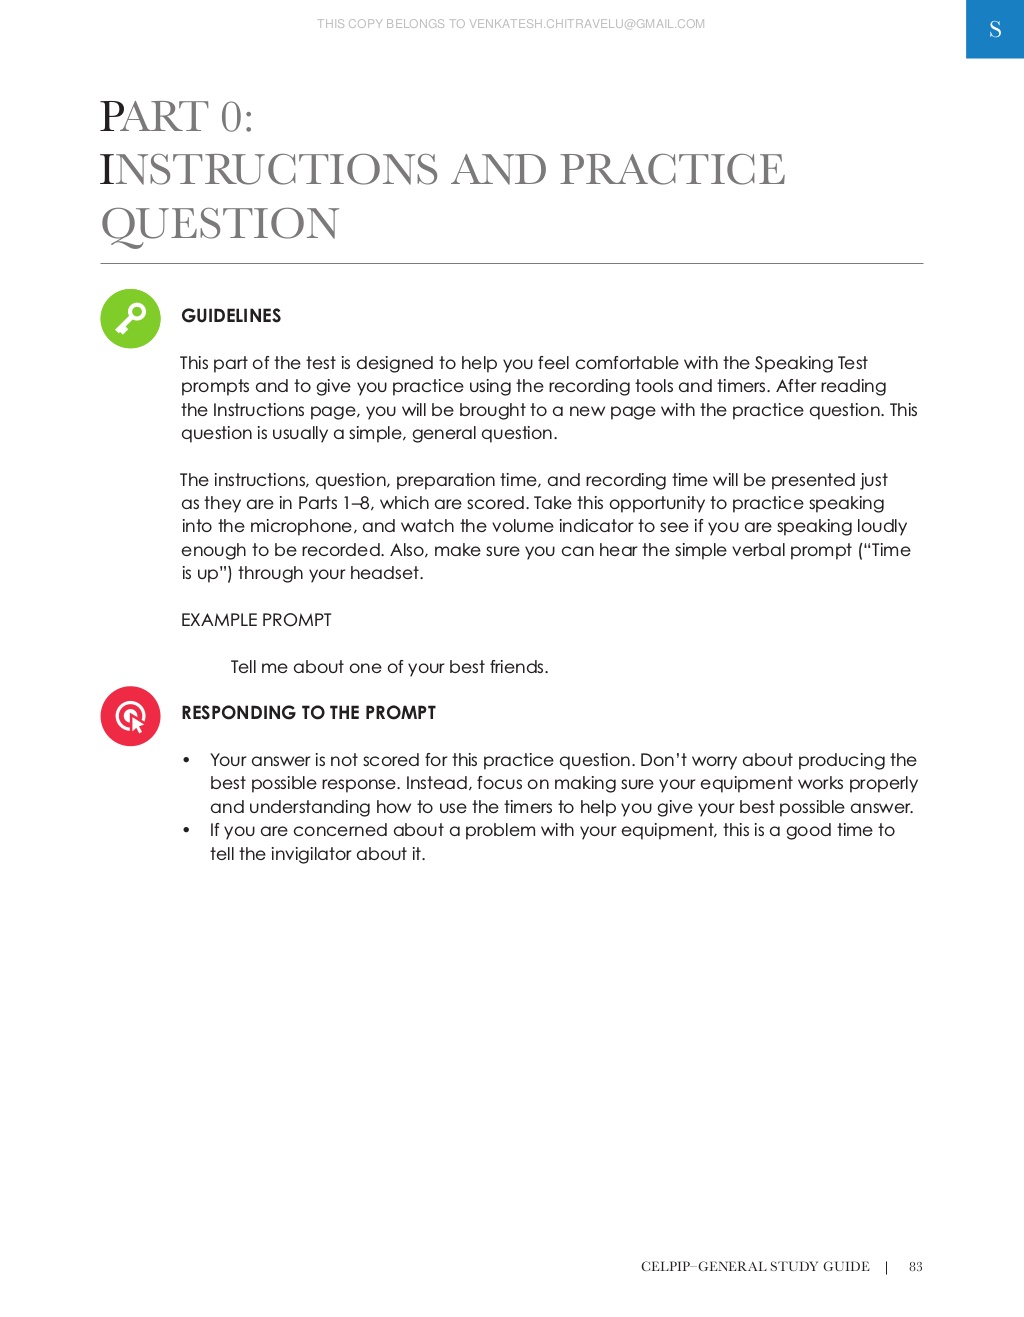 THIS COPY BELONGS TO VENKATESH.CHITRAVELU@GMAIL.COM
S
PART 0:
INSTRUCTIONS AND PRACTICE
QUESTION
GUIDELINES
This part of the test is designed to help you feel comfortable with the Speaking Test
prompts and to give you practice using the recording tools and timers. After reading
the Instructions page, you will be brought to a new page with the practice question. This
question is usually a simple, general question.
The instructions, question, preparation time, and recording time will be presented just
as they are in Parts 1–8, which are scored. Take this opportunity to practice speaking
into the microphone, and watch the volume indicator to see if you are speaking loudly
enough to be recorded. Also, make sure you can hear the simple verbal prompt (“Time
is up”) through your headset.
EXAMPLE PROMPT
Tell me about one of your best friends.
RESPONDING TO THE PROMPT
• Your answer is not scored for this practice question. Don’t worry about producing the
best possible response. Instead, focus on making sure your equipment works properly
and understanding how to use the timers to help you give your best possible answer.
• If you are concerned about a problem with your equipment, this is a good time to
tell the invigilator about it.
CELPIP–GENERAL STUDY GUIDE | 83